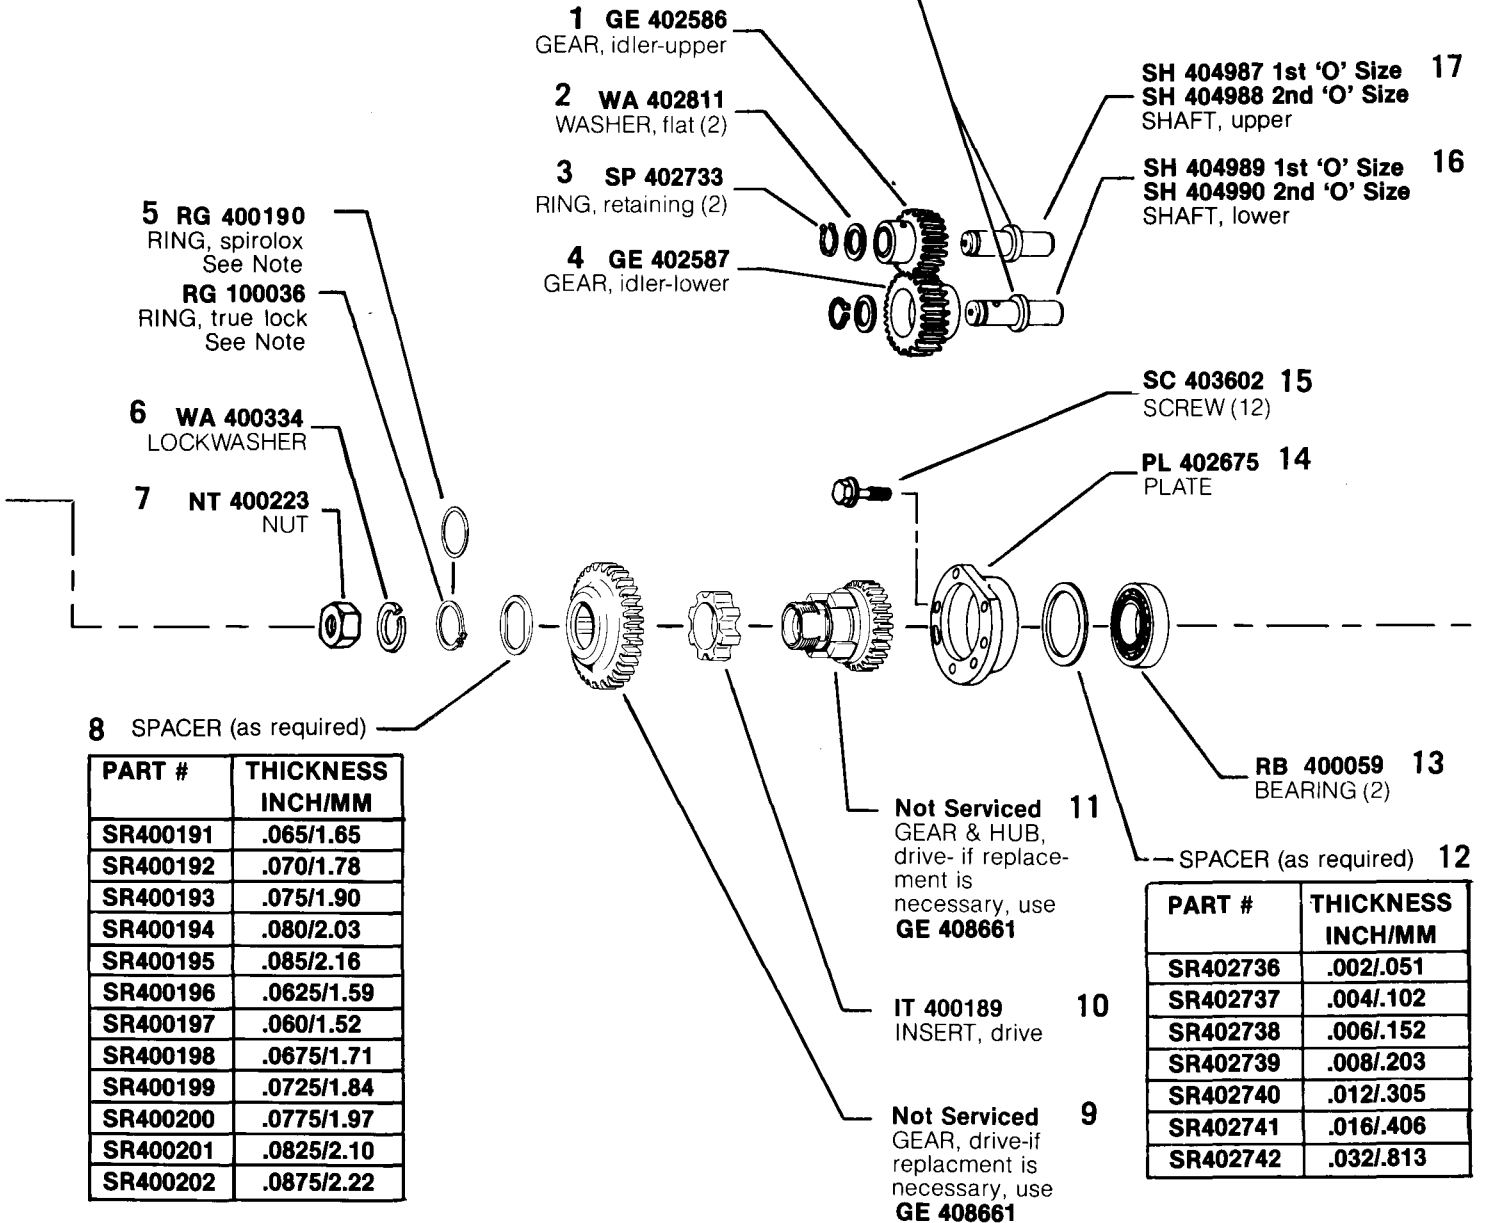 1 GE 402586
GEAR, idler-upper
2 WA 402811
WASHER, flat (2)
3 SP 402733
RING, retaining (2)
4 GE 402587
GEAR, idler-lower
SH 404987 1st ‘O’ Size 17
SH 404988 2nd ‘O’ Size
SHAFT, upper
SH 404989 1st ‘O’ Size 16
SH 404990 2nd ‘O’ Size
SHAFT, lower
5 RG 400190
RING, spirolox
See Note
RG 100036
RING, true lock
See Note
6 WA 400334
LOCKWASHER
7 NT 400223
NUT
SC 403602 15
SCREW (12)
PL 402675 14
PLATE
8 SPACER (as required)
PART # THICKNESS
INCH/MM
SR400191 .065/1.65
SR400192 .070/1.78
SR400193 .075/1.90
SR400194 .080/2.03
SR400195 .085/2.16
SR400196 .0625/1.59
SR400197 .060/1.52
SR400198 .0675/1.71
SR400199 .0725/1.84
SR400200 .0775/1.97
SR400201 .0825/2.10
SR400202 .0875/2.22
Not Serviced 11
GEAR & HUB,
drive- if replace-
ment is
necessary, use
GE 408661
IT 400189 10
INSERT, drive
Not Serviced 9
GEAR, drive-if
replacment is
necessary, use
GE 408661
RB 400059 13
BEARING (2)
SPACER (as required) 12
PART # THICKNESS
INCH/MM
SR402736 .002/.051
SR402737 .004/.102
SR402738 .006/.152
SR402739 .008/.203
SR402740 .012/.305
SR402741 .016/.406
SR402742 .032/.813